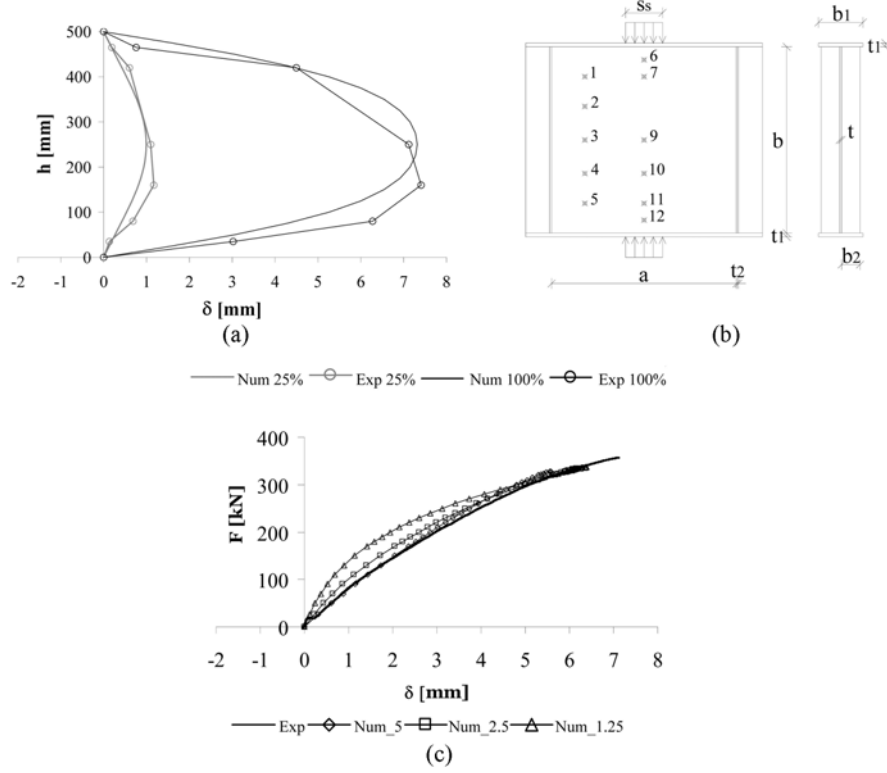 500
400
300
200
100
0
h [mm]
-2 -1 0 1 2 3 4 5 6 7 8
δ [mm]
(a)
Ss
b1
t1
6
1 7
2
3 9
4 10
5 11
12
b
t
t1
b2
t2
a
(b)
Num 25% Exp 25% Num 100% Exp 100%
400
300
200
100
0
F [kN]
-2 -1 0 1 2 3 4 5 6 7 8
δ [mm]
Exp Num_5 Num_2.5 Num_1.25
(c)